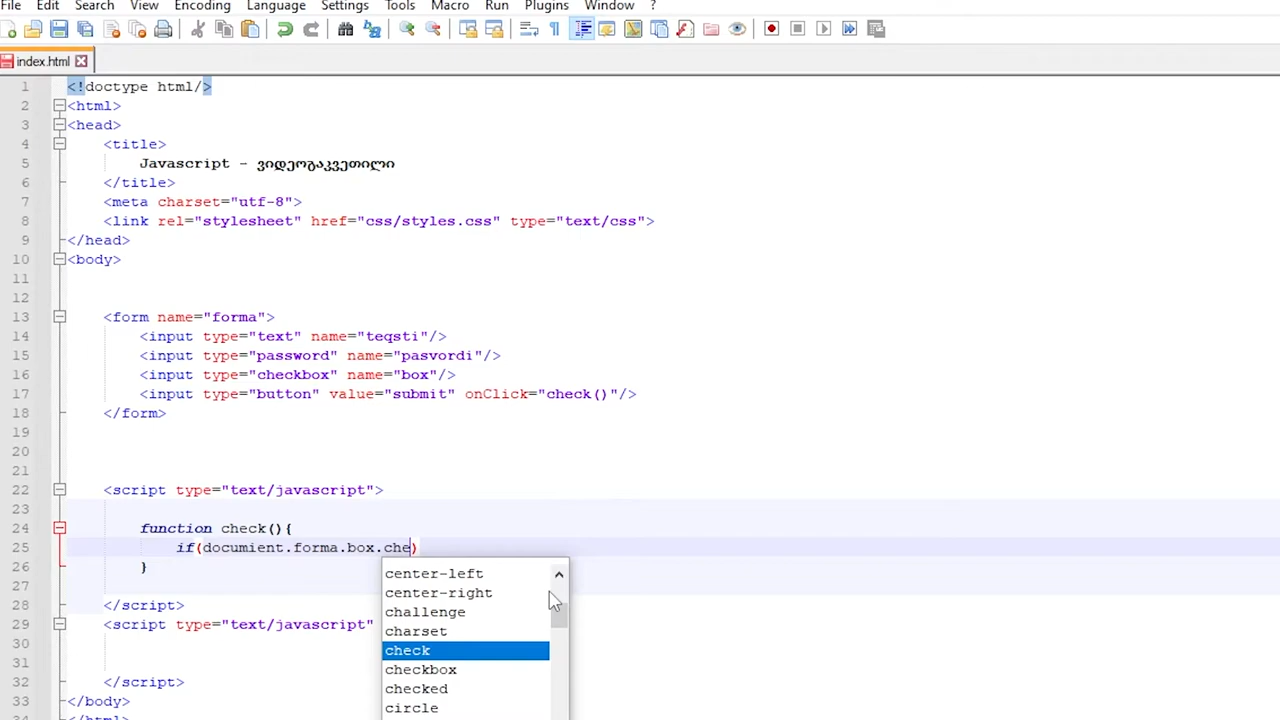 File Edit Search View Encoding Language Settings Tools Macro Run Plugins Window ?
index.html
1 <!doctype html/>
2 <html>
3 <head>
4 <title>
5 Javascript - ვიდეოგაკვეთილი
6 </title>
7 <meta charset="utf-8">
8 <link rel="stylesheet" href="css/styles.css" type="text/css">
9 </head>
10 <body>
11
12
13 <form name="forma">
14 <input type="text" name="teqsti"/>
15 <input type="password" name="pasvordi"/>
16 <input type="checkbox" name="box"/>
17 <input type="button" value="submit" onClick="check()"/>
18 </form>
19
20
21
22 <script type="text/javascript">
23
24 function check(){
25 if(documient.forma.box.che)
26 }
27
28 </script>
29 <script type="text/javascript"
30
31
32 </script>
33 </body>
34 </html>
center-left
center-right
challenge
charset
check
checkbox
checked
circle